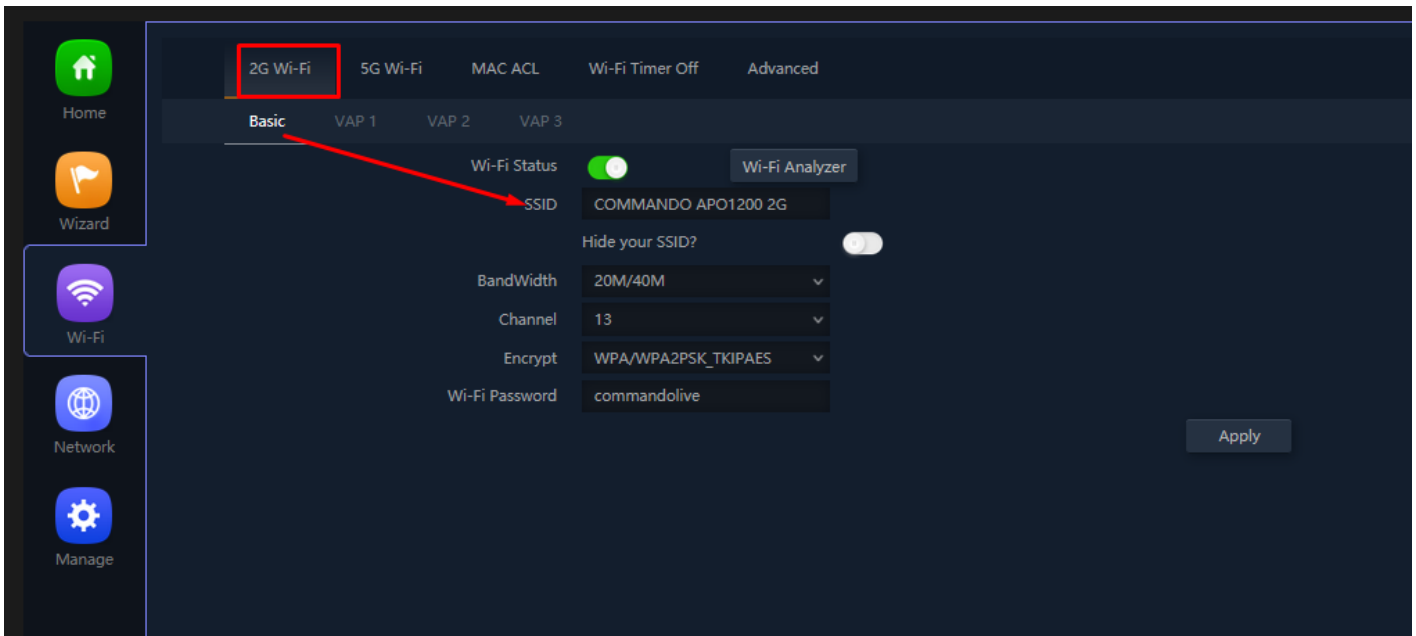 2G Wi-Fi 5G Wi-Fi MAC ACL Wi-Fi Timer Off Advanced
Basic VAP 1 VAP 2 VAP 3
Home
Wizard
Wi-Fi
Network
Manage
Wi-Fi Status Wi-Fi Analyzer
SSID COMMANDO APO1200 2G
Hide your SSID?
BandWidth 20M/40M
Channel 13
Encrypt WPA/WPA2PSK_TKIPAES
Wi-Fi Password commandolive
Apply